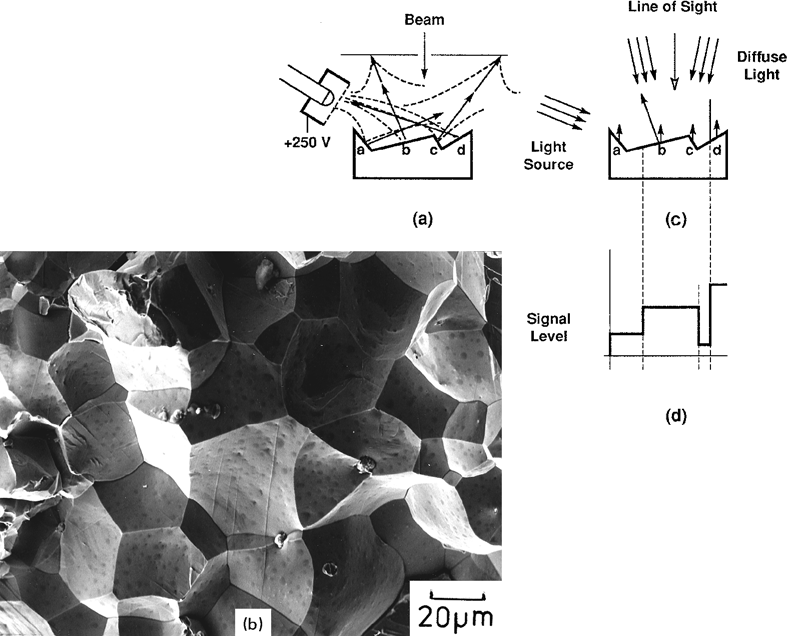 Beam
+250 V
a b c d
(a)
Line of Sight
Diffuse
Light
Light
Source
a b c d
(c)
Signal
Level
(d)
(b)
20μm